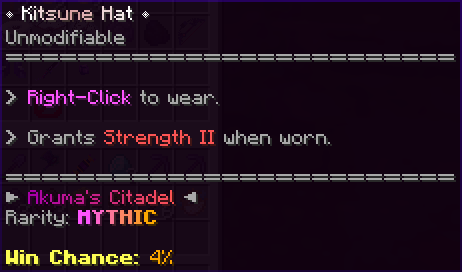 ◆ Kitsune Hat ◆
Unmodifiable
================================
> Right-Click to wear.
> Grants Strength II when worn.
================================
► Akuma's Citadel ◄
Rarity: MYTHIC
Win Chance: 4%